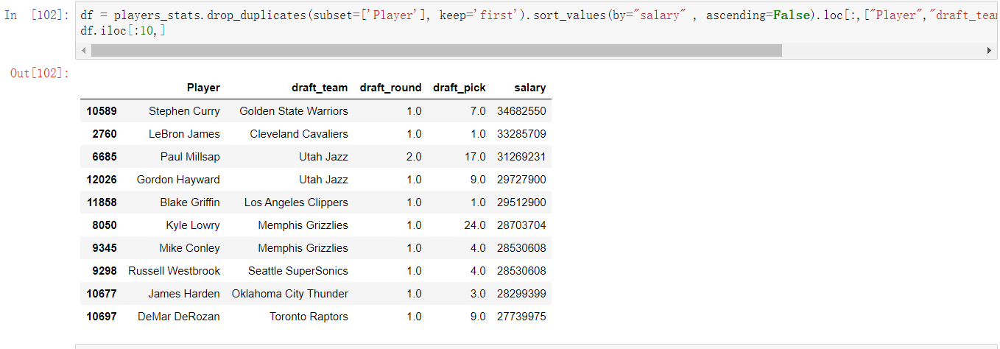 In [102]: df = players_stats.drop_duplicates(subset=['Player'], keep='first').sort_values(by="salary" , ascending=False).loc[:,["Player","draft_tea
df.iloc[:10,]
Out[102]:
Player draft_team draft_round draft_pick salary
10589 Stephen Curry Golden State Warriors 1.0 7.0 34682550
2760 LeBron James Cleveland Cavaliers 1.0 1.0 33285709
6685 Paul Millsap Utah Jazz 2.0 17.0 31269231
12026 Gordon Hayward Utah Jazz 1.0 9.0 29727900
11858 Blake Griffin Los Angeles Clippers 1.0 1.0 29512900
8050 Kyle Lowry Memphis Grizzlies 1.0 24.0 28703704
9345 Mike Conley Memphis Grizzlies 1.0 4.0 28530608
9298 Russell Westbrook Seattle SuperSonics 1.0 4.0 28530608
10677 James Harden Oklahoma City Thunder 1.0 3.0 28299399
10697 DeMar DeRozan Toronto Raptors 1.0 9.0 27739975